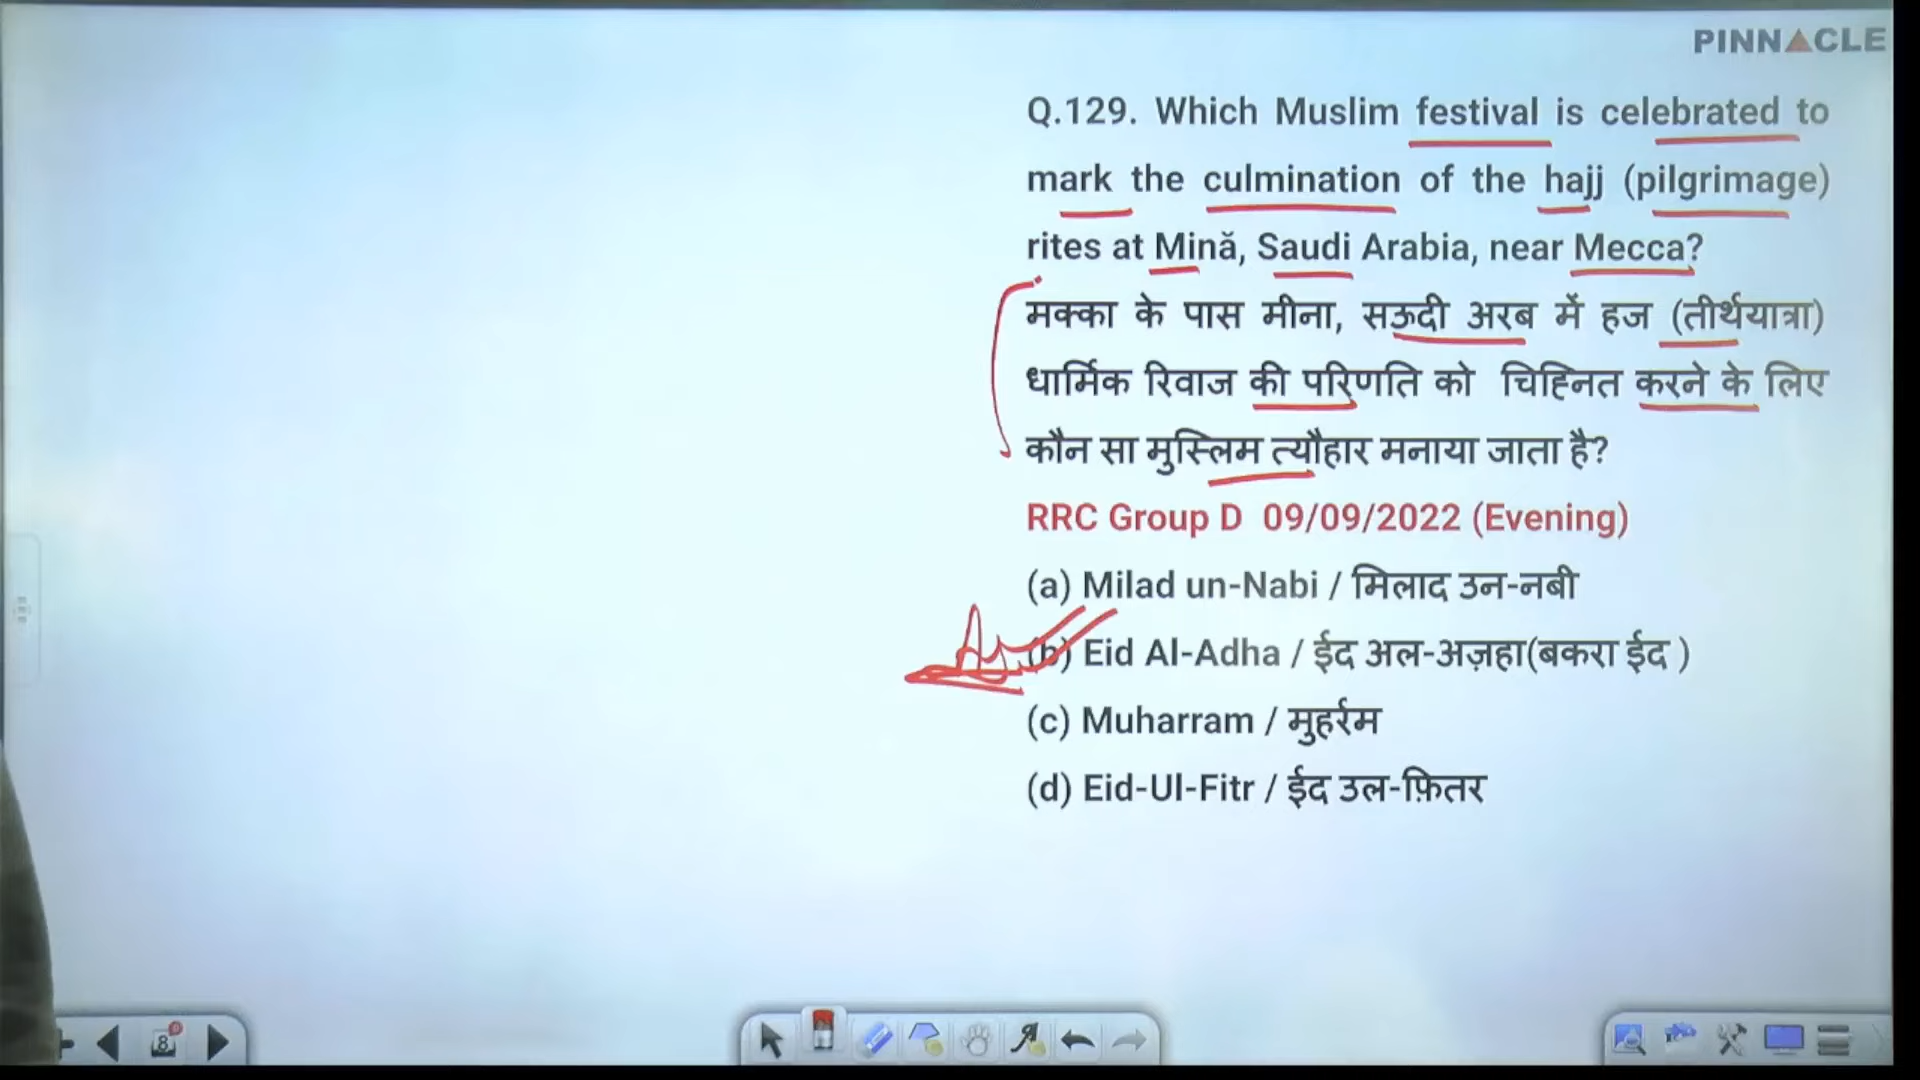 PINNACLE
Q.129. Which Muslim festival is celebrated to
mark the culmination of the hajj (pilgrimage)
rites at Mină, Saudi Arabia, near Mecca?
मक्का के पास मीना, सऊदी अरब में हज (तीर्थयात्रा)
धार्मिक रिवाज की परिणति को चिह्नित करने के लिए
कौन सा मुस्लिम त्यौहार मनाया जाता है?
RRC Group D 09/09/2022 (Evening)
(a) Milad un-Nabi / मिलाद उन-नबी
(b) Eid Al-Adha / ईद अल-अज़हा(बकरा ईद )
(c) Muharram / मुहर्रम
(d) Eid-Ul-Fitr / ईद उल-फ़ितर
8